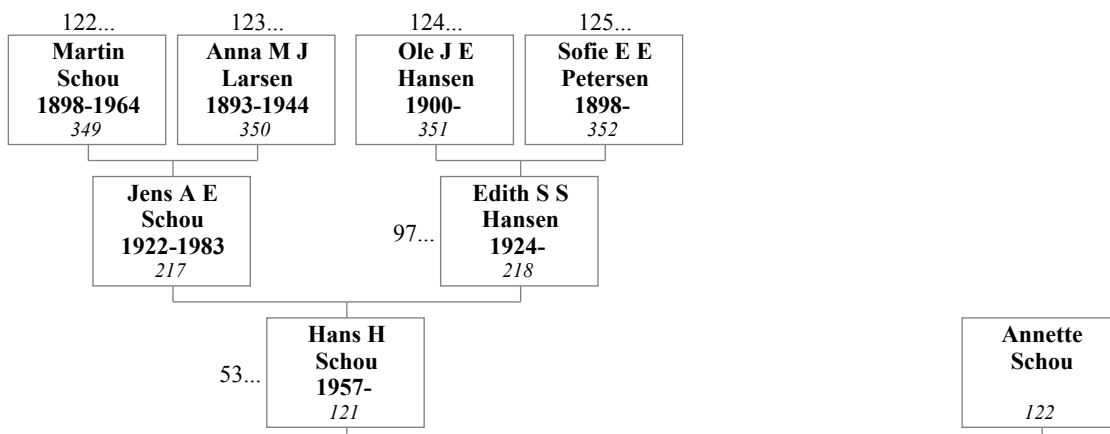 122...
123...
124...
125...
Martin
Schou
1898-1964
349
Anna M J
Larsen
1893-1944
350
Ole J E
Hansen
1900-
351
Sofie E E
Petersen
1898-
352
Jens A E
Schou
1922-1983
217
97...
Edith S S
Hansen
1924-
218
53...
Hans H
Schou
1957-
121
Annette
Schou
122